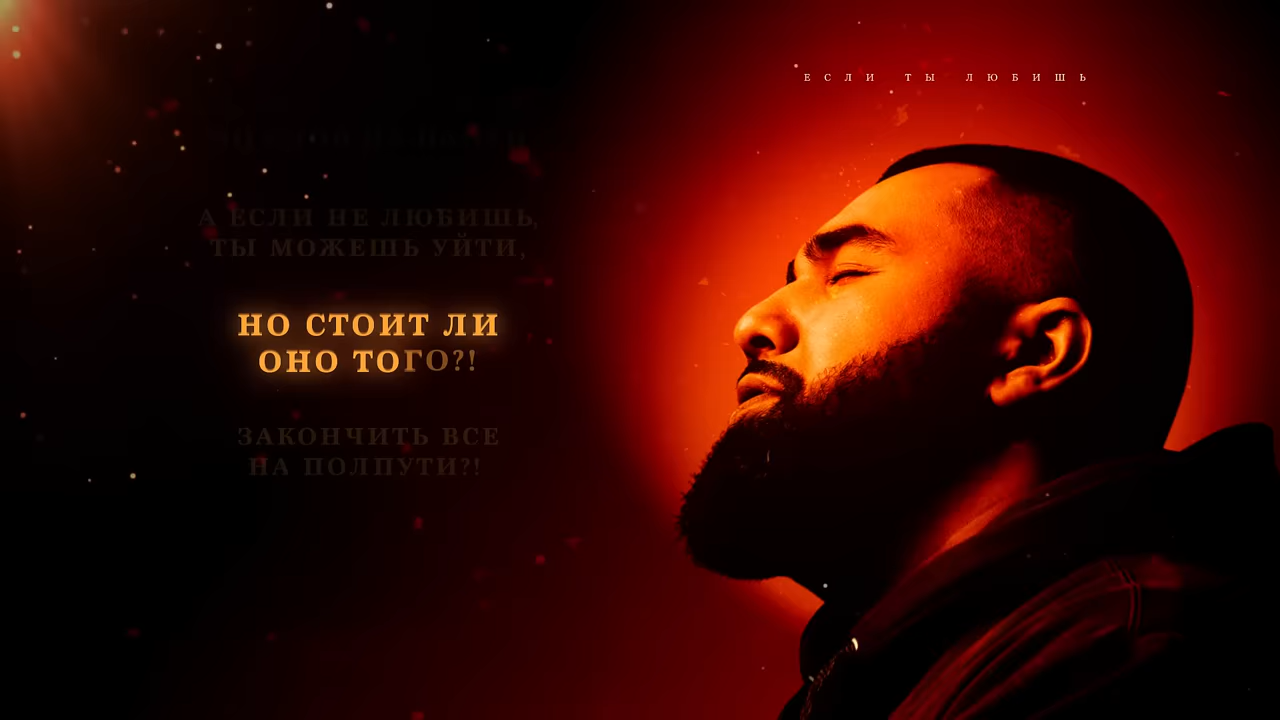 ЕСЛИ ТЫ ЛЮБИШЬ
А ЕСЛИ НЕ ЛЮБИШЬ,
ТЫ МОЖЕШЬ УЙТИ,
НО СТОИТ ЛИ
ОНО ТОГО?!
ЗАКОНЧИТЬ ВСЕ
НА ПОЛПУТИ?!